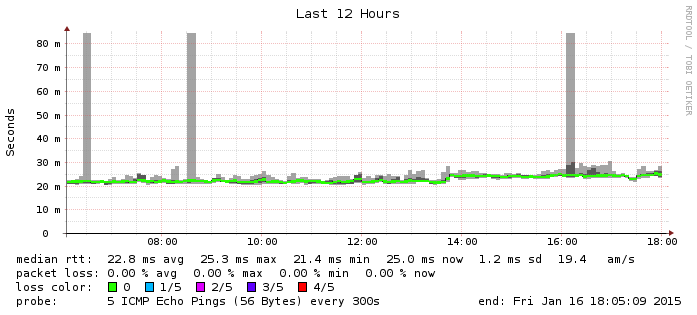 Last 12 Hours
RRDTOOL / TOBI OETIKER
Seconds
80 m
70 m
60 m
50 m
40 m
30 m
20 m
10 m
0
08:00 10:00 12:00 14:00 16:00 18:00
median rtt: 22.8 ms avg 25.3 ms max 21.4 ms min 25.0 ms now 1.2 ms sd 19.4 am/s
packet loss: 0.00 % avg 0.00 % max 0.00 % min 0.00 % now
loss color: 0 1/5 2/5 3/5 4/5
probe: 5 ICMP Echo Pings (56 Bytes) every 300s end: Fri Jan 16 18:05:09 2015